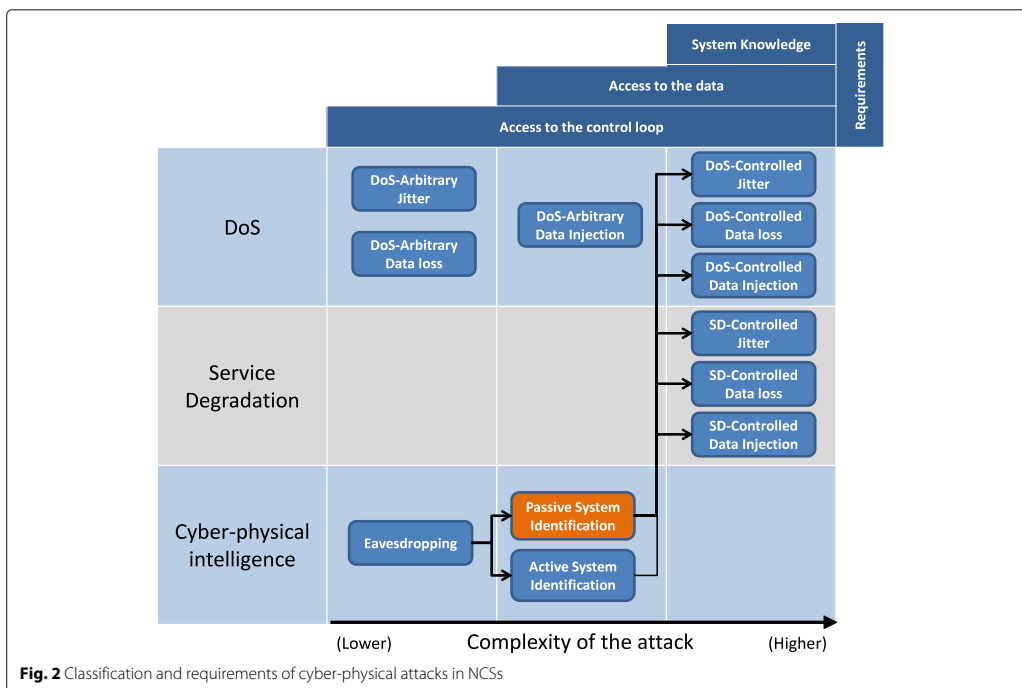 System Knowledge
Access to the data
Access to the control loop
Requirements
DoS
DoS-Arbitrary
Jitter
DoS-Arbitrary
Data loss
DoS-Arbitrary
Data Injection
DoS-Controlled
Jitter
DoS-Controlled
Data loss
DoS-Controlled
Data Injection
Service
Degradation
SD-Controlled
Jitter
SD-Controlled
Data loss
SD-Controlled
Data Injection
Cyber-physical
intelligence
Eavesdropping
Passive System
Identification
Active System
Identification
(Lower)
Complexity of the attack
(Higher)
Fig. 2 Classification and requirements of cyber-physical attacks in NCSs